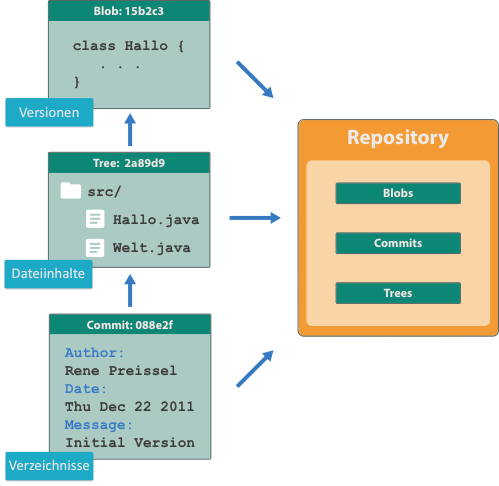 Blob: 15b2c3
class Hallo {
. . .
}
Versionen
Tree: 2a89d9
src/
Hallo.java
Welt.java
Dateiinhalte
Commit: 088e2f
Author:
Rene Preissel
Date:
Thu Dec 22 2011
Message:
Initial Version
Verzeichnisse
Repository
Blobs
Commits
Trees